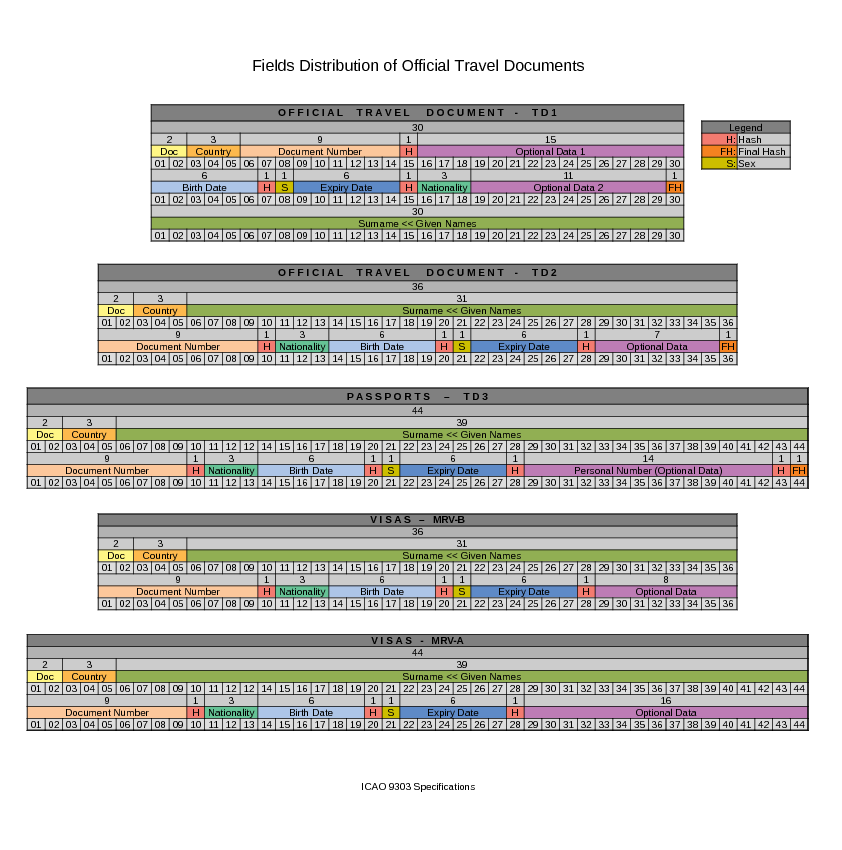 Fields Distribution of Official Travel Documents
OFFICIAL TRAVEL DOCUMENT - TD1
30
2 3 9 1 15
Doc Country Document Number H Optional Data 1
01 02 03 04 05 06 07 08 09 10 11 12 13 14 15 16 17 18 19 20 21 22 23 24 25 26 27 28 29 30
6 1 1 6 1 3 11 1
Birth Date H S Expiry Date H Nationality Optional Data 2 FH
01 02 03 04 05 06 07 08 09 10 11 12 13 14 15 16 17 18 19 20 21 22 23 24 25 26 27 28 29 30
30
Surname << Given Names
01 02 03 04 05 06 07 08 09 10 11 12 13 14 15 16 17 18 19 20 21 22 23 24 25 26 27 28 29 30
Legend
H: Hash
FH: Final Hash
S: Sex
OFFICIAL TRAVEL DOCUMENT - TD2
36
2 3 31
Doc Country Surname << Given Names
01 02 03 04 05 06 07 08 09 10 11 12 13 14 15 16 17 18 19 20 21 22 23 24 25 26 27 28 29 30 31 32 33 34 35 36
9 1 3 6 1 1 6 1 7 1
Document Number H Nationality Birth Date H S Expiry Date H Optional Data FH
01 02 03 04 05 06 07 08 09 10 11 12 13 14 15 16 17 18 19 20 21 22 23 24 25 26 27 28 29 30 31 32 33 34 35 36
PASSPORTS – TD3
44
2 3 39
Doc Country Surname << Given Names
01 02 03 04 05 06 07 08 09 10 11 12 13 14 15 16 17 18 19 20 21 22 23 24 25 26 27 28 29 30 31 32 33 34 35 36 37 38 39 40 41 42 43 44
9 1 3 6 1 1 6 1 14 1 1
Document Number H Nationality Birth Date H S Expiry Date H Personal Number (Optional Data) H FH
01 02 03 04 05 06 07 08 09 10 11 12 13 14 15 16 17 18 19 20 21 22 23 24 25 26 27 28 29 30 31 32 33 34 35 36 37 38 39 40 41 42 43 44
VISAS – MRV-B
36
2 3 31
Doc Country Surname << Given Names
01 02 03 04 05 06 07 08 09 10 11 12 13 14 15 16 17 18 19 20 21 22 23 24 25 26 27 28 29 30 31 32 33 34 35 36
9 1 3 6 1 1 6 1 8
Document Number H Nationality Birth Date H S Expiry Date H Optional Data
01 02 03 04 05 06 07 08 09 10 11 12 13 14 15 16 17 18 19 20 21 22 23 24 25 26 27 28 29 30 31 32 33 34 35 36
VISAS - MRV-A
44
2 3 39
Doc Country Surname << Given Names
01 02 03 04 05 06 07 08 09 10 11 12 13 14 15 16 17 18 19 20 21 22 23 24 25 26 27 28 29 30 31 32 33 34 35 36 37 38 39 40 41 42 43 44
9 1 3 6 1 1 6 1 16
Document Number H Nationality Birth Date H S Expiry Date H Optional Data
01 02 03 04 05 06 07 08 09 10 11 12 13 14 15 16 17 18 19 20 21 22 23 24 25 26 27 28 29 30 31 32 33 34 35 36 37 38 39 40 41 42 43 44
ICAO 9303 Specifications